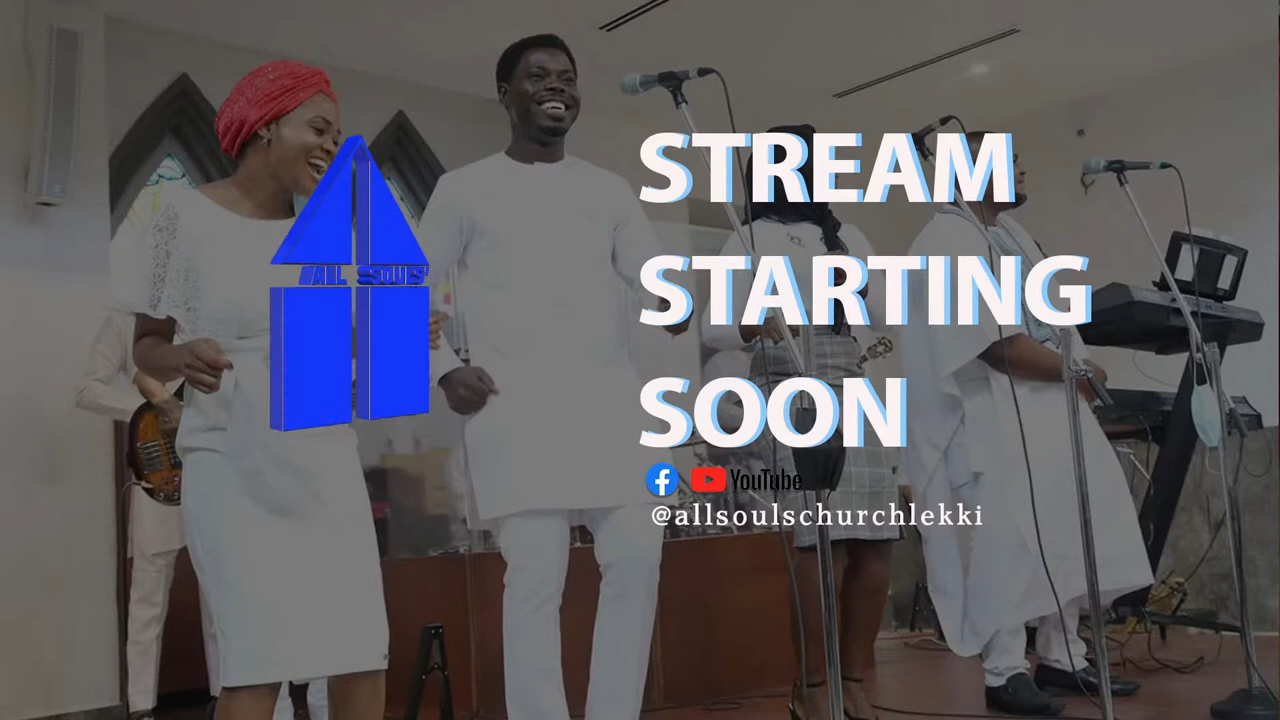 ALL SOULS'
STREAM
STARTING
SOON
YouTube
@allsoulschurchlekki